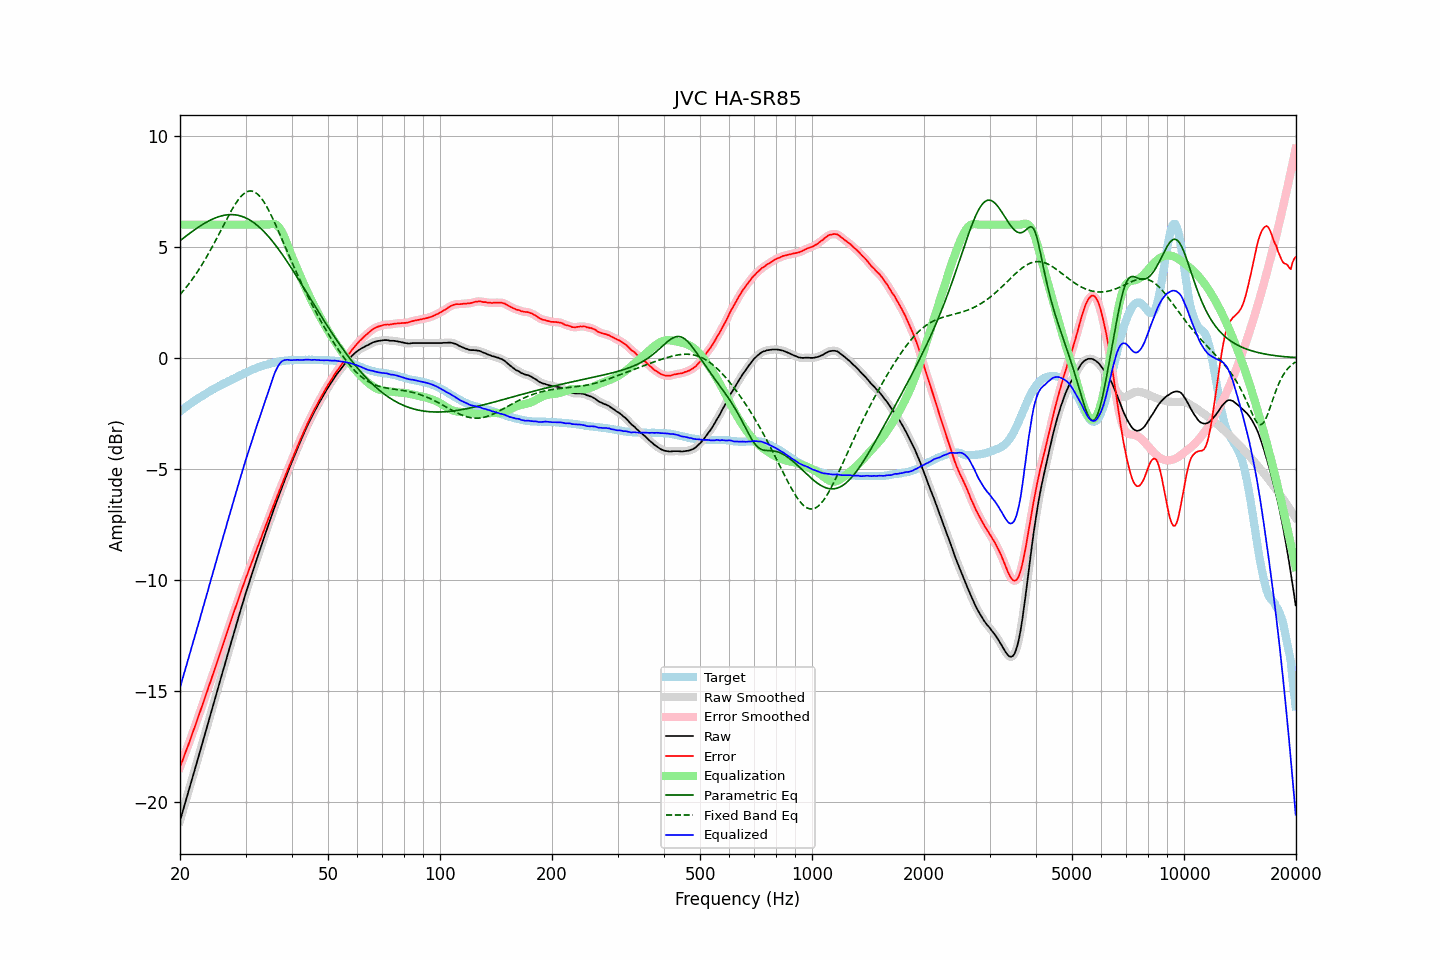 JVC HA-SR85
Amplitude (dBr)
10
5
0
−5
−10
−15
−20
Target
Raw Smoothed
Error Smoothed
Raw
Error
Equalization
Parametric Eq
Fixed Band Eq
Equalized
20 50 100 200 500 1000 2000 5000 10000 20000
Frequency (Hz)